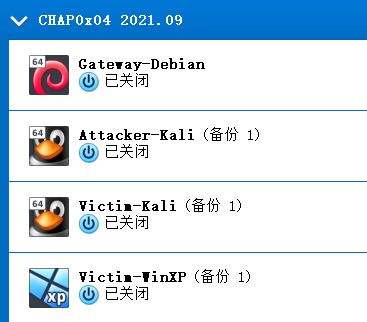 CHAP0x04 2021.09
64
Gateway-Debian
已关闭
64
Attacker-Kali (备份 1)
已关闭
64
Victim-Kali (备份 1)
已关闭
Victim-WinXP (备份 1)
xp
已关闭